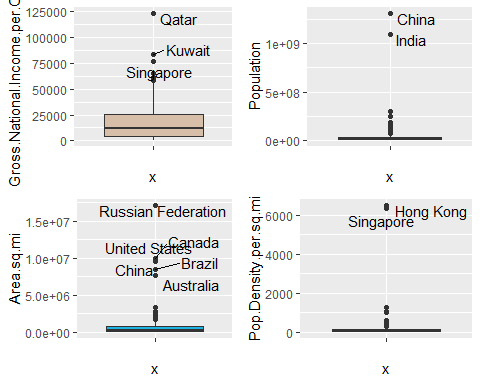 Gross.National.Income.per.C
125000
100000
75000
50000
25000
0
Qatar
Kuwait
Singapore
x
Population
1e+09
5e+08
0e+00
China
India
x
Area.sq.mi
1.5e+07
1.0e+07
5.0e+06
0.0e+00
Russian Federation
Canada
United States
Brazil
China
Australia
x
Pop.Density.per.sq.mi
6000
4000
2000
0
Hong Kong
Singapore
x